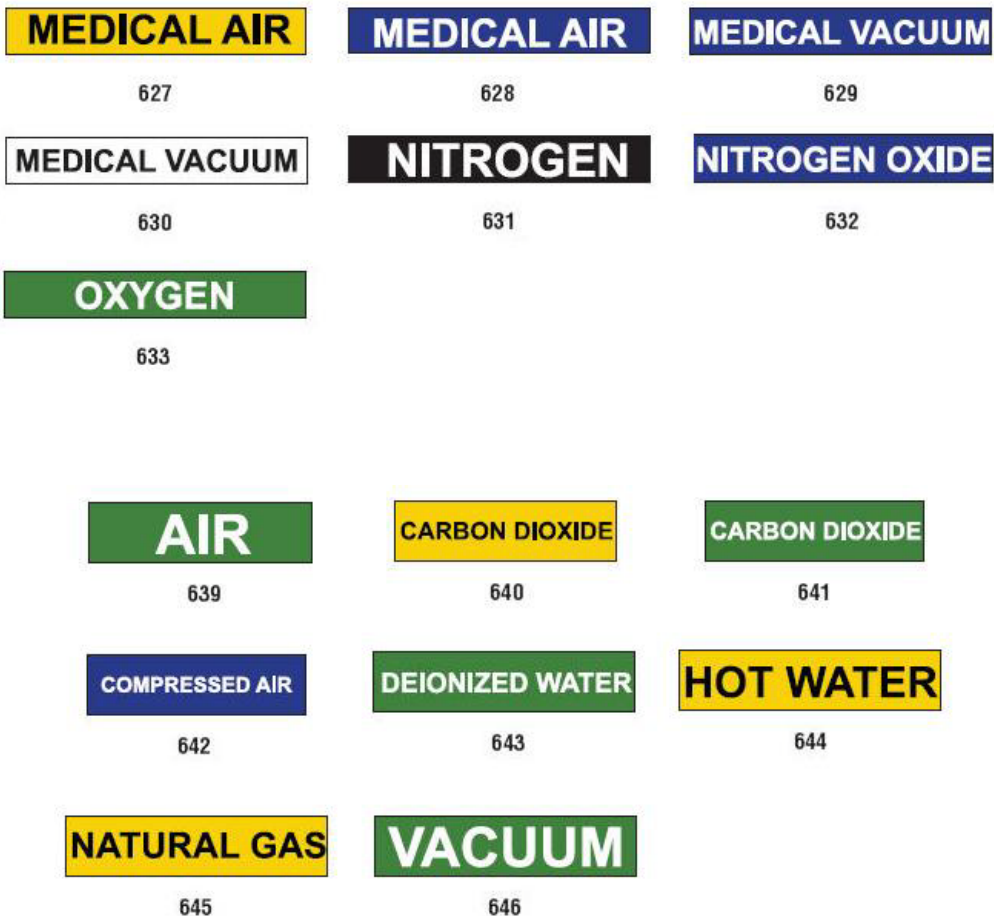 MEDICAL AIR
MEDICAL AIR
MEDICAL VACUUM
627
628
629
MEDICAL VACUUM
NITROGEN
NITROGEN OXIDE
630
631
632
OXYGEN
633
AIR
CARBON DIOXIDE
CARBON DIOXIDE
639
640
641
COMPRESSED AIR
DEIONIZED WATER
HOT WATER
642
643
644
NATURAL GAS
VACUUM
645
646